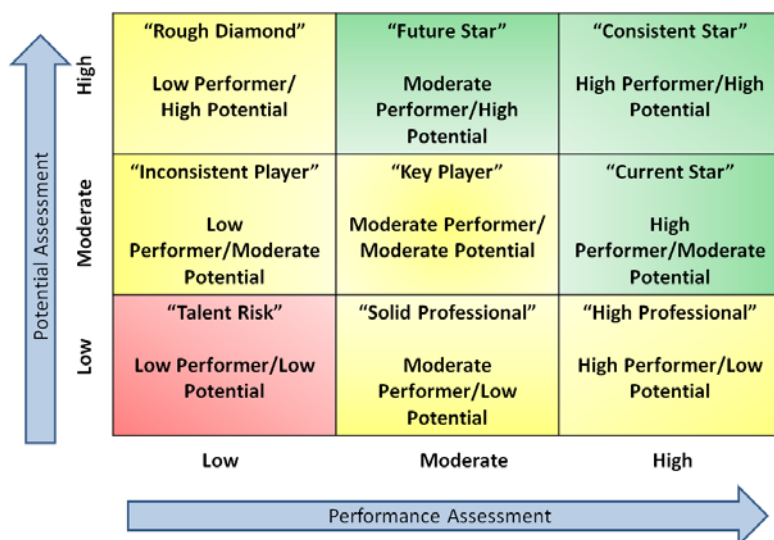 “Rough Diamond”
Low Performer/
High Potential
“Future Star”
Moderate
Performer/High
Potential
“Consistent Star”
High Performer/High
Potential
High
“Inconsistent Player”
Low
Performer/Moderate
Potential
“Key Player”
Moderate Performer/
Moderate Potential
“Current Star”
High
Performer/Moderate
Potential
Moderate
“Talent Risk”
Low Performer/Low
Potential
“Solid Professional”
Moderate
Performer/Low
Potential
“High Professional”
High Performer/Low
Potential
Low
Potential Assessment
Low
Moderate
High
Performance Assessment